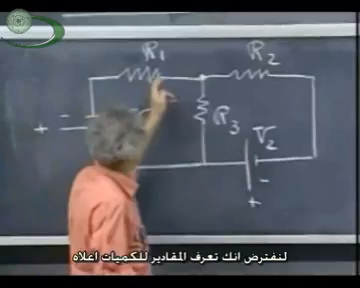 R1
R2
R3
V2
-
+
-
+
لنفترض انك تعرف المقادير للكميات اعلاه